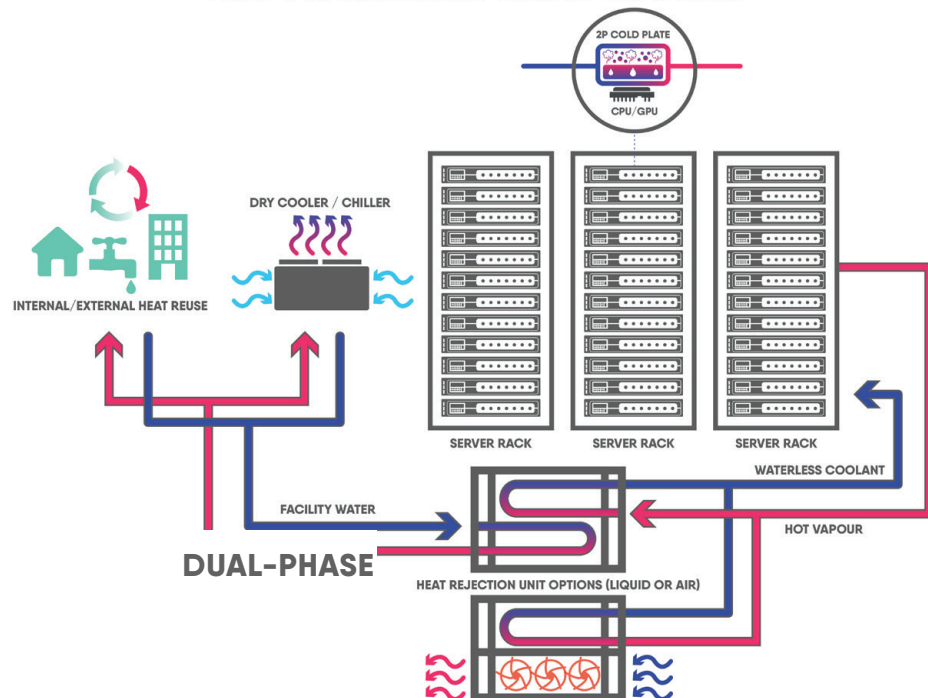 2P COLD PLATE
CPU/GPU
DRY COOLER / CHILLER
INTERNAL/EXTERNAL HEAT REUSE
SERVER RACK
SERVER RACK
SERVER RACK
WATERLESS COOLANT
FACILITY WATER
HOT VAPOUR
DUAL-PHASE
HEAT REJECTION UNIT OPTIONS (LIQUID OR AIR)